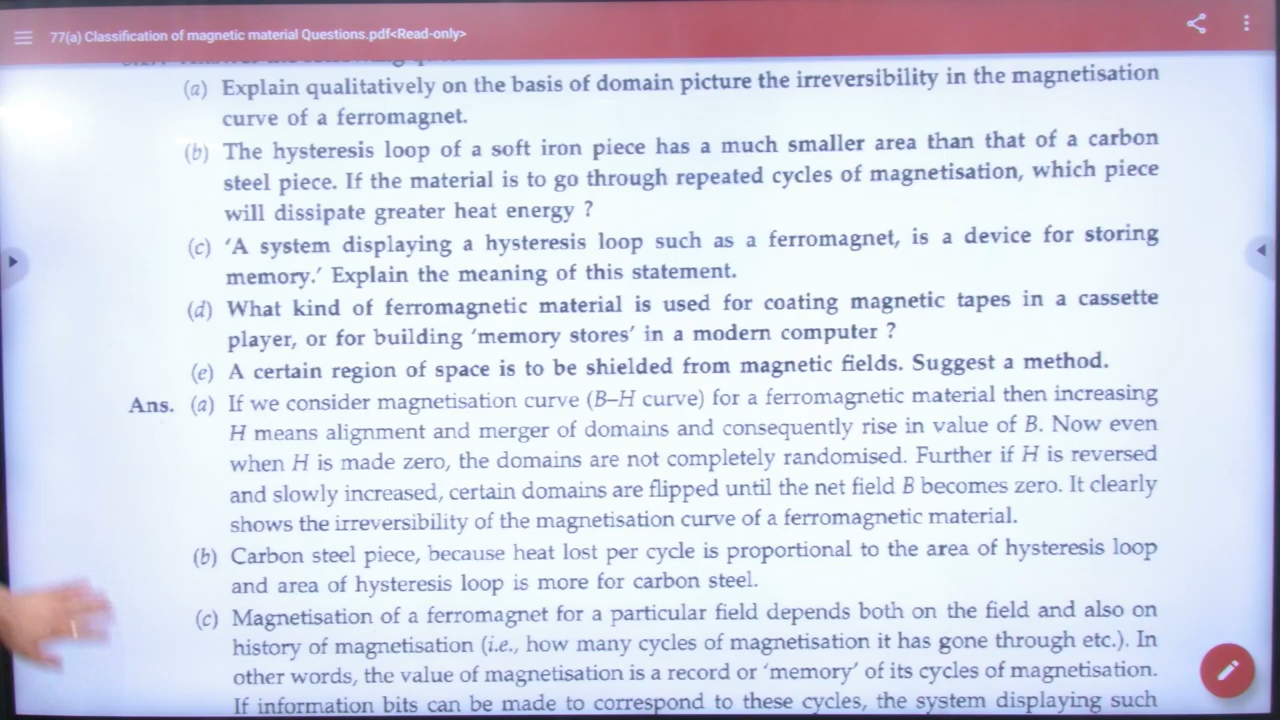 77(a) Classification of magnetic material Questions.pdf<Read-only>
(a) Explain qualitatively on the basis of domain picture the irreversibility in the magnetisation
curve of a ferromagnet.
(b) The hysteresis loop of a soft iron piece has a much smaller area than that of a carbon
steel piece. If the material is to go through repeated cycles of magnetisation, which piece
will dissipate greater heat energy ?
(c) ‘A system displaying a hysteresis loop such as a ferromagnet, is a device for storing
memory.’ Explain the meaning of this statement.
(d) What kind of ferromagnetic material is used for coating magnetic tapes in a cassette
player, or for building ‘memory stores’ in a modern computer ?
(e) A certain region of space is to be shielded from magnetic fields. Suggest a method.
Ans. (a) If we consider magnetisation curve (B–H curve) for a ferromagnetic material then increasing
H means alignment and merger of domains and consequently rise in value of B. Now even
when H is made zero, the domains are not completely randomised. Further if H is reversed
and slowly increased, certain domains are flipped until the net field B becomes zero. It clearly
shows the irreversibility of the magnetisation curve of a ferromagnetic material.
(b) Carbon steel piece, because heat lost per cycle is proportional to the area of hysteresis loop
and area of hysteresis loop is more for carbon steel.
(c) Magnetisation of a ferromagnet for a particular field depends both on the field and also on
history of magnetisation (i.e., how many cycles of magnetisation it has gone through etc.). In
other words, the value of magnetisation is a record or ‘memory’ of its cycles of magnetisation.
If information bits can be made to correspond to these cycles, the system displaying such